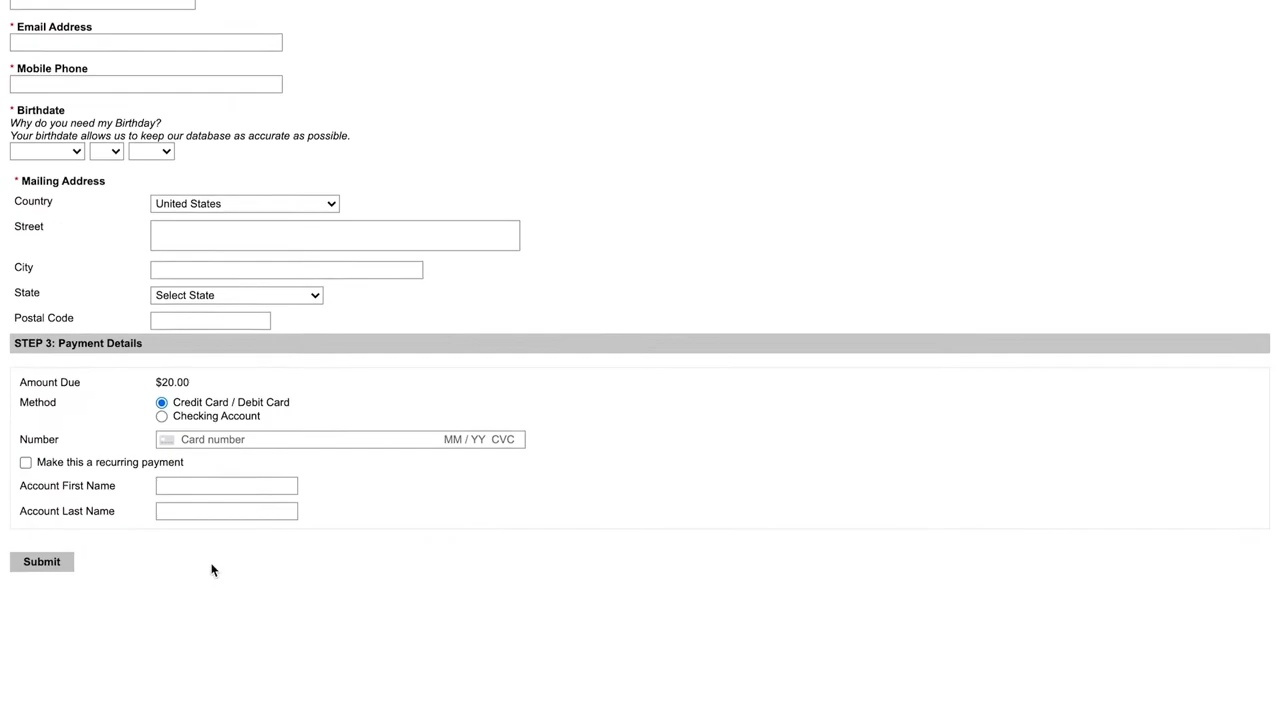 * Email Address
* Mobile Phone
* Birthdate
Why do you need my Birthday?
Your birthdate allows us to keep our database as accurate as possible.
* Mailing Address
Country United States
Street
City
State Select State
Postal Code
STEP 3: Payment Details
Amount Due $20.00
Method Credit Card / Debit Card
Checking Account
Number Card number MM / YY CVC
Make this a recurring payment
Account First Name
Account Last Name
Submit